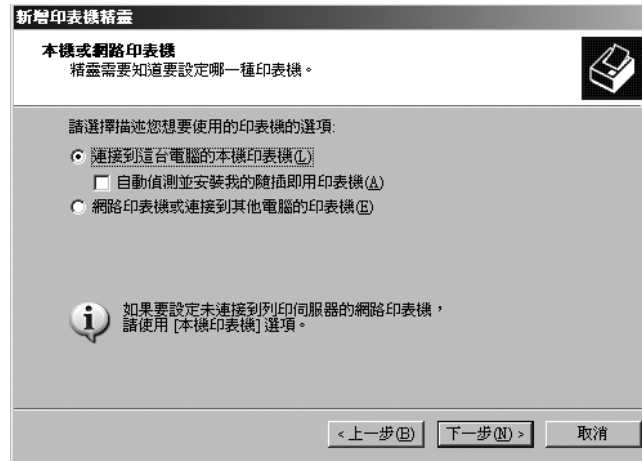 新增印表機精靈
本機或網路印表機
精靈需要知道要設定哪一種印表機。
請選擇描述您想要使用的印表機的選項:
連接到這台電腦的本機印表機(L)
自動偵測並安裝我的隨插即用印表機(A)
網路印表機或連接到其他電腦的印表機(E)
如果要設定未連接到列印伺服器的網路印表機，
請使用 [本機印表機] 選項。
<上一步(B) 下一步(N)> 取消